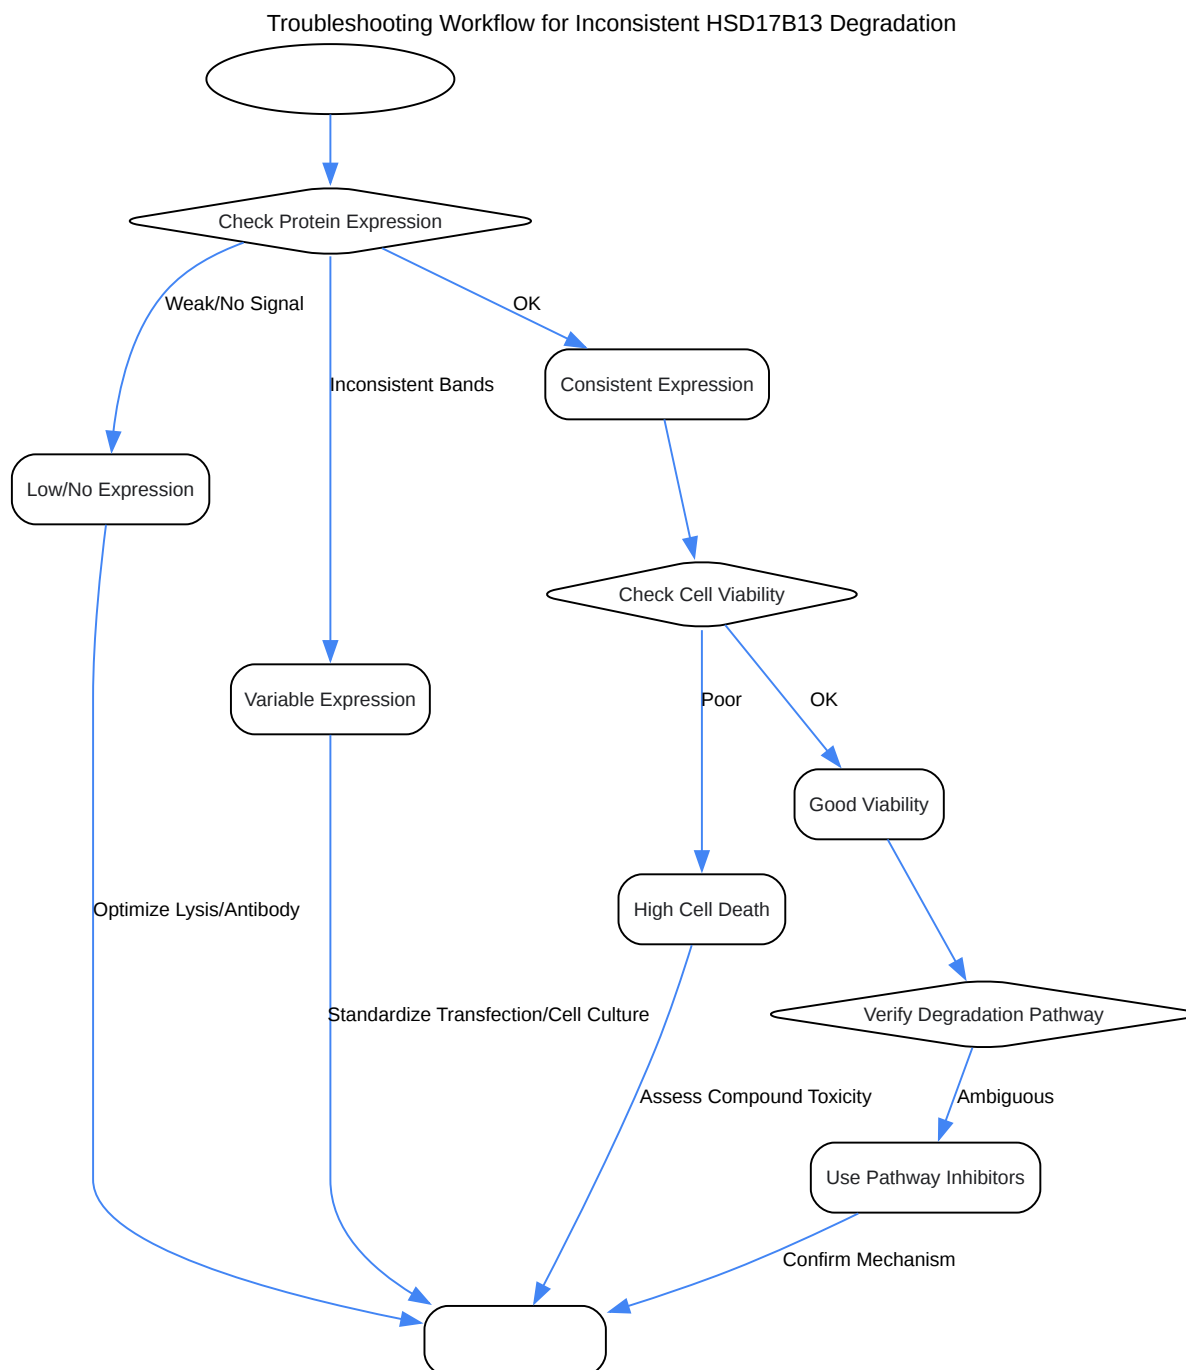 Troubleshooting Workflow for Inconsistent HSD17B13 Degradation
Check Protein Expression
Weak/No Signal
OK
Inconsistent Bands
Consistent Expression
Low/No Expression
Check Cell Viability
Variable Expression
Poor
OK
Good Viability
Optimize Lysis/Antibody
High Cell Death
Standardize Transfection/Cell Culture
Verify Degradation Pathway
Assess Compound Toxicity
Ambiguous
Use Pathway Inhibitors
Confirm Mechanism